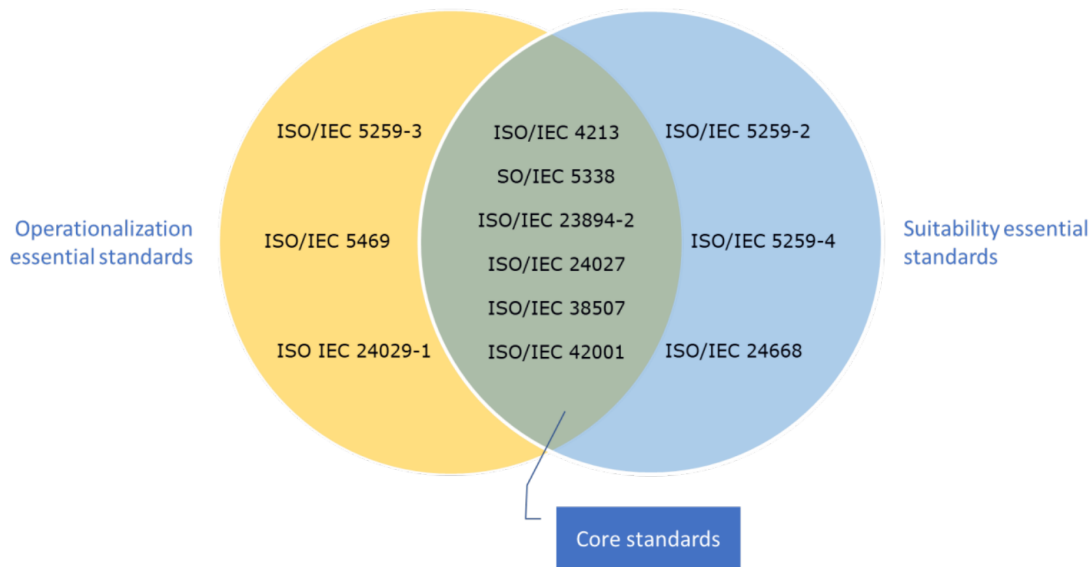 Operationalization
essential standards
ISO/IEC 5259-3
ISO/IEC 5469
ISO IEC 24029-1
ISO/IEC 4213
SO/IEC 5338
ISO/IEC 23894-2
ISO/IEC 24027
ISO/IEC 38507
ISO/IEC 42001
ISO/IEC 5259-2
ISO/IEC 5259-4
ISO/IEC 24668
Suitability essential
standards
Core standards